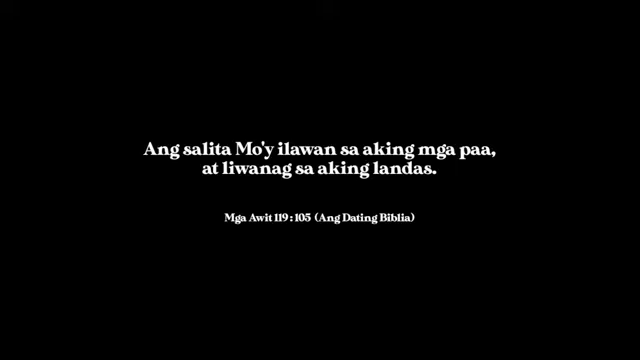 Ang salita Mo'y ilawan sa aking mga paa,
at liwanag sa aking landas.
Mga Awit 119 : 105 (Ang Dating Biblia)